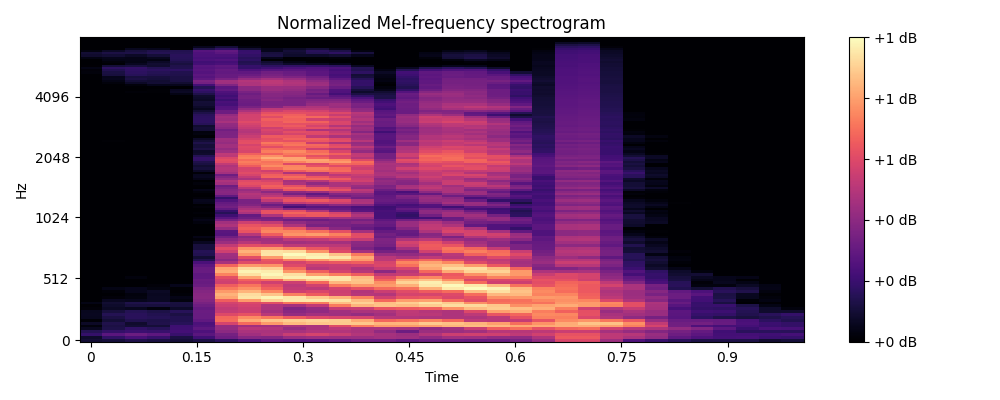 Normalized Mel-frequency spectrogram
Hz
4096
2048
1024
512
0
0 0.15 0.3 0.45 0.6 0.75 0.9
Time
+1 dB
+1 dB
+1 dB
+0 dB
+0 dB
+0 dB